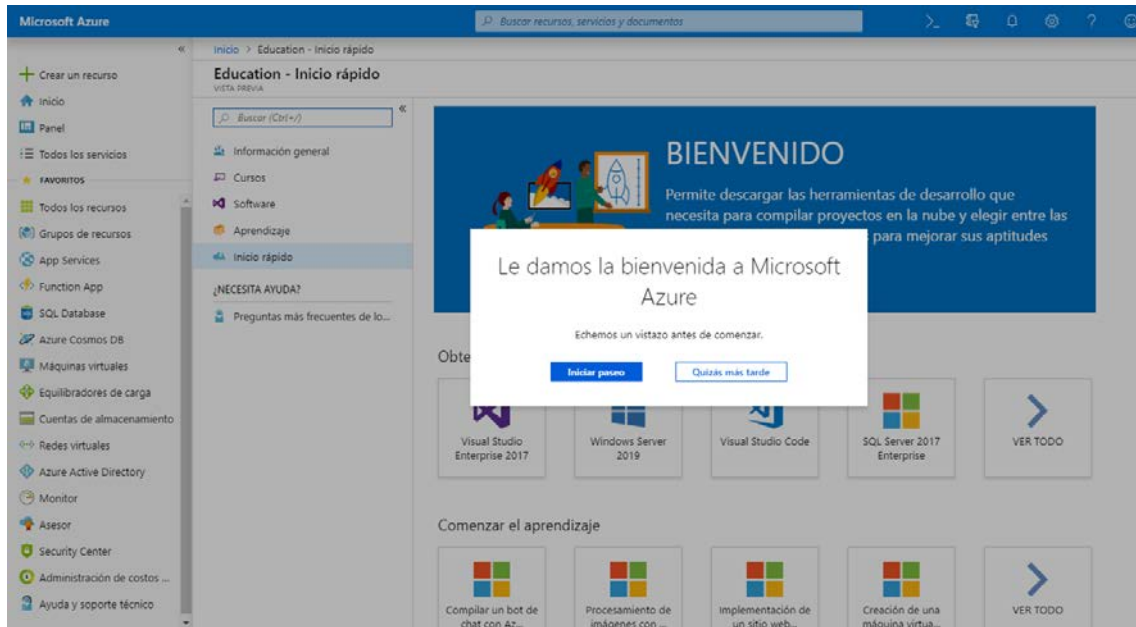 Microsoft Azure
Buscar recursos, servicios y documentos
Crear un recurso
Inicio
Panel
Todos los servicios
FAVORITOS
Todos los recursos
Grupos de recursos
App Services
Function App
SQL Database
Azure Cosmos DB
Máquinas virtuales
Equilibradores de carga
Cuentas de almacenamiento
Redes virtuales
Azure Active Directory
Monitor
Asesor
Security Center
Administración de costos ...
Ayuda y soporte técnico
Inicio > Education - Inicio rápido
Education - Inicio rápido
VISTA PREVIA
Buscar (Ctrl+/)
Información general
Cursos
Software
Aprendizaje
Inicio rápido
¿NECESITA AYUDA?
Preguntas más frecuentes de lo...
BIENVENIDO
Permite descargar las herramientas de desarrollo que
necesita para compilar proyectos en la nube y elegir entre las
para mejorar sus aptitudes
Le damos la bienvenida a Microsoft
Azure
Echemos un vistazo antes de comenzar.
Iniciar paseo
Quizás más tarde
Obte
Visual Studio
Enterprise 2017
Windows Server
2019
Visual Studio Code
SQL Server 2017
Enterprise
VER TODO
Comenzar el aprendizaje
Compilar un bot de
chat con Az...
Procesamiento de
imágenes con ...
Implementación de
un sitio web...
Creación de una
máquina virtua...
VER TODO